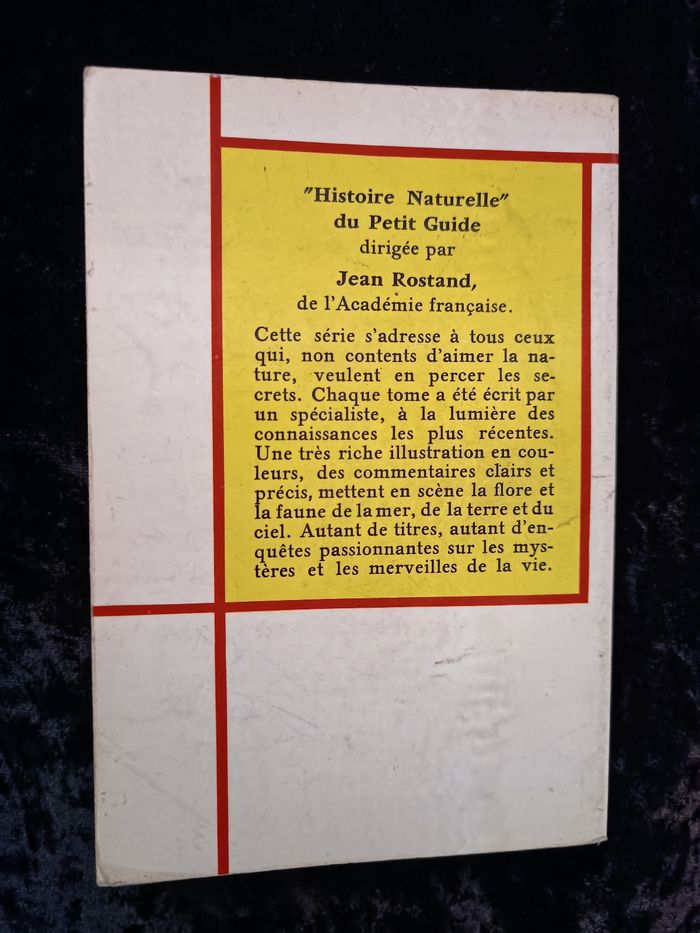 "Histoire Naturelle"
du Petit Guide
dirigée par
Jean Rostand,
de l'Académie française.
Cette série s'adresse à tous ceux
qui, non contents d'aimer la na-
ture, veulent en percer les se-
crets. Chaque tome a été écrit par
un spécialiste, à la lumière des
connaissances les plus récentes.
Une très riche illustration en cou-
leurs, des commentaires clairs et
précis, mettent en scène la flore et
la faune de la mer, de la terre et du
ciel. Autant de titres, autant d'en-
quêtes passionnantes sur les mys-
tères et les merveilles de la vie.